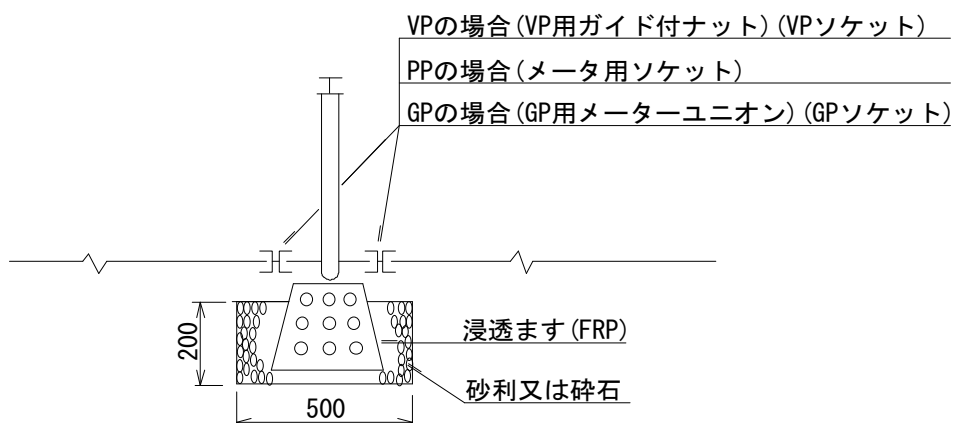 VPの場合(VP用ガイド付ナット)(VPソケット)
PPの場合(メータ用ソケット)
GPの場合(GP用メーターユニオン)(GPソケット)
200
浸透ます(FRP)
砂利又は砕石
500